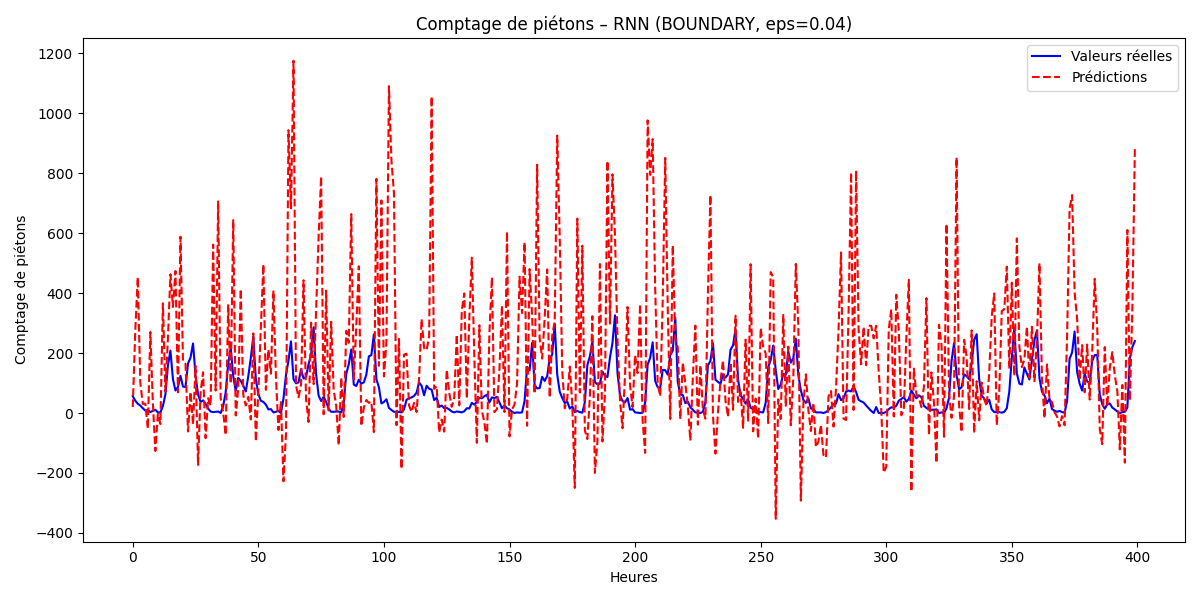 Comptage de piétons – RNN (BOUNDARY, eps=0.04)
Valeurs réelles
Prédictions
Comptage de piétons
1200
1000
800
600
400
200
0
−200
−400
0 50 100 150 200 250 300 350 400
Heures